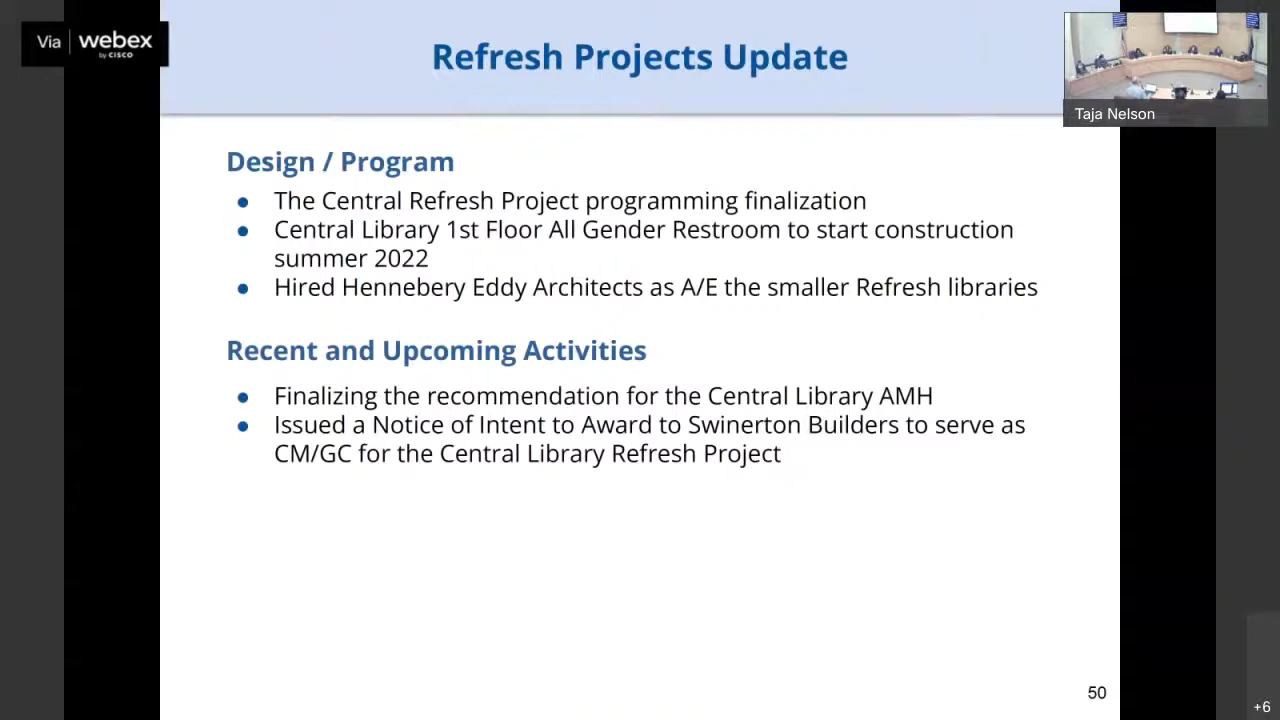 Via webex
by CISCO
Refresh Projects Update
Taja Nelson
Design / Program
● The Central Refresh Project programming finalization
● Central Library 1st Floor All Gender Restroom to start construction
summer 2022
● Hired Hennebery Eddy Architects as A/E the smaller Refresh libraries
Recent and Upcoming Activities
● Finalizing the recommendation for the Central Library AMH
● Issued a Notice of Intent to Award to Swinerton Builders to serve as
CM/GC for the Central Library Refresh Project
50
+6